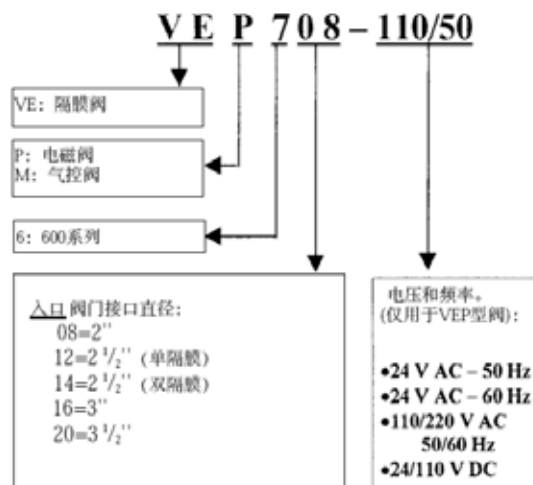 VEP708-110/50
VE: 隔膜阀
P: 电磁阀
M: 气控阀
6: 600系列
入口 阀门接口直径:
08=2''
12=2 1/2'' (单隔膜)
14=2 1/2'' (双隔膜)
16=3''
20=3 1/2''
电压和频率。
(仅用于VEP型阀):
•24 V AC – 50 Hz
•24 V AC – 60 Hz
•110/220 V AC
50/60 Hz
•24/110 V DC